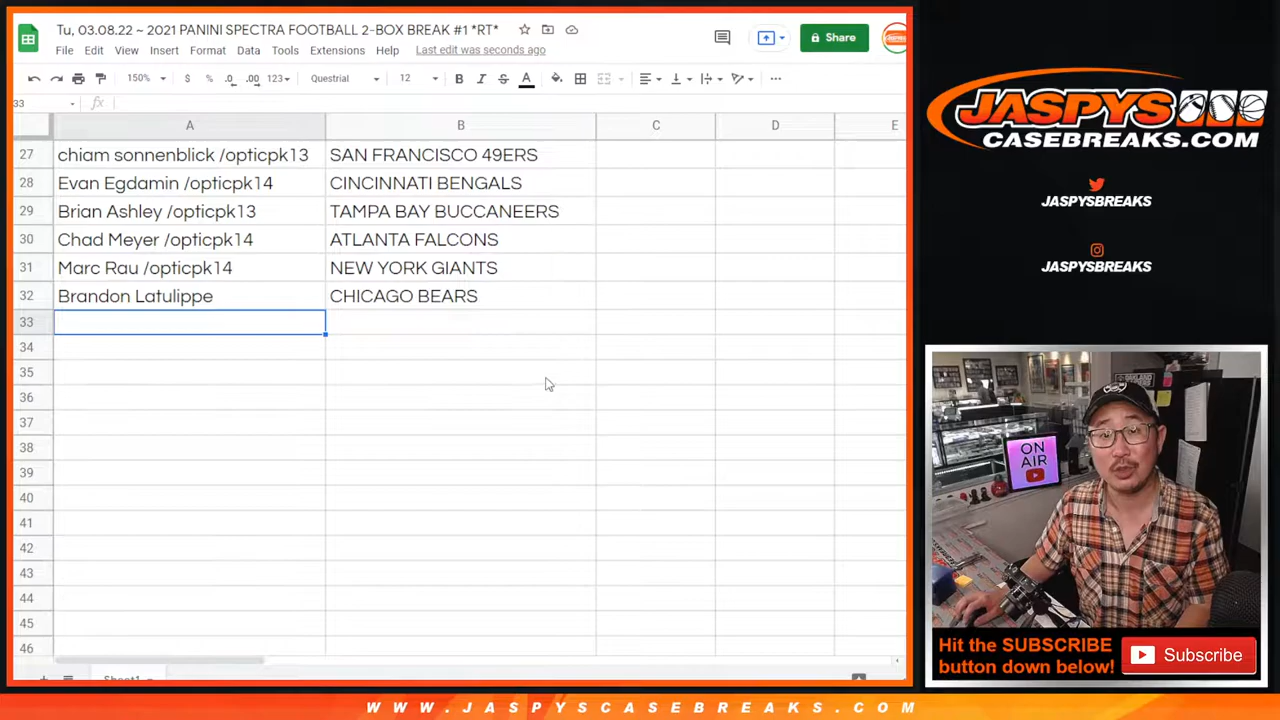 Tu, 03.08.22 ~ 2021 PANINI SPECTRA FOOTBALL 2-BOX BREAK #1 *RT*
File Edit View Insert Format Data Tools Extensions Help Last edit was seconds ago
Share
150% $ % .0 .00 123 Questrial 12 B I S A
33 fx
A B C D E
27 chiam sonnenblick /opticpk13 SAN FRANCISCO 49ERS
28 Evan Egdamin /opticpk14 CINCINNATI BENGALS
29 Brian Ashley /opticpk13 TAMPA BAY BUCCANEERS
30 Chad Meyer /opticpk14 ATLANTA FALCONS
31 Marc Rau /opticpk14 NEW YORK GIANTS
32 Brandon Latulippe CHICAGO BEARS
33
34
35
36
37
38
39
40
41
42
43
44
45
46
Sheet1
JASPYS
CASEBREAKS.COM
JASPYSBREAKS
JASPYSBREAKS
ON
AIR
Hit the SUBSCRIBE
button down below!
Subscribe
WWW.JASPYSCASEBREAKS.COM